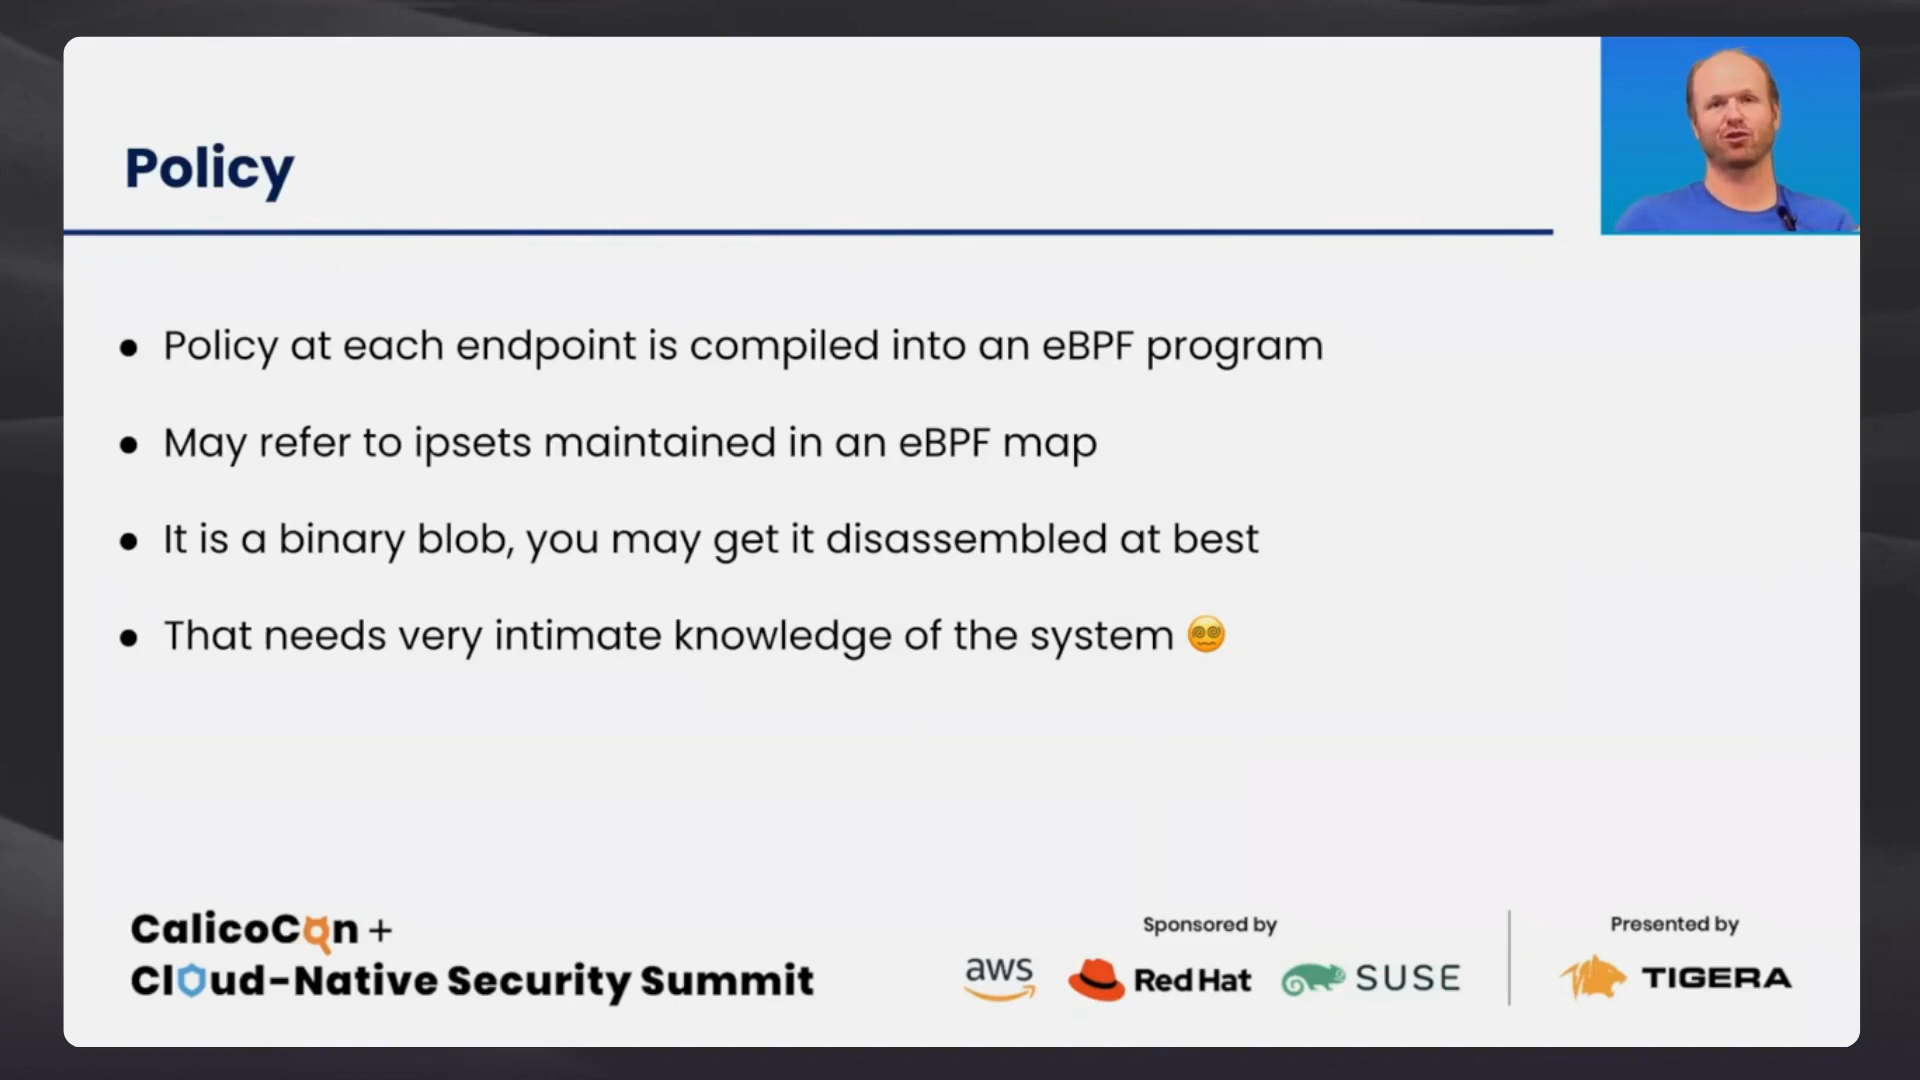 Policy
● Policy at each endpoint is compiled into an eBPF program
● May refer to ipsets maintained in an eBPF map
● It is a binary blob, you may get it disassembled at best
● That needs very intimate knowledge of the system 😵‍💫
CalicoCon +
Cloud-Native Security Summit
Sponsored by
aws Red Hat SUSE
Presented by
TIGERA